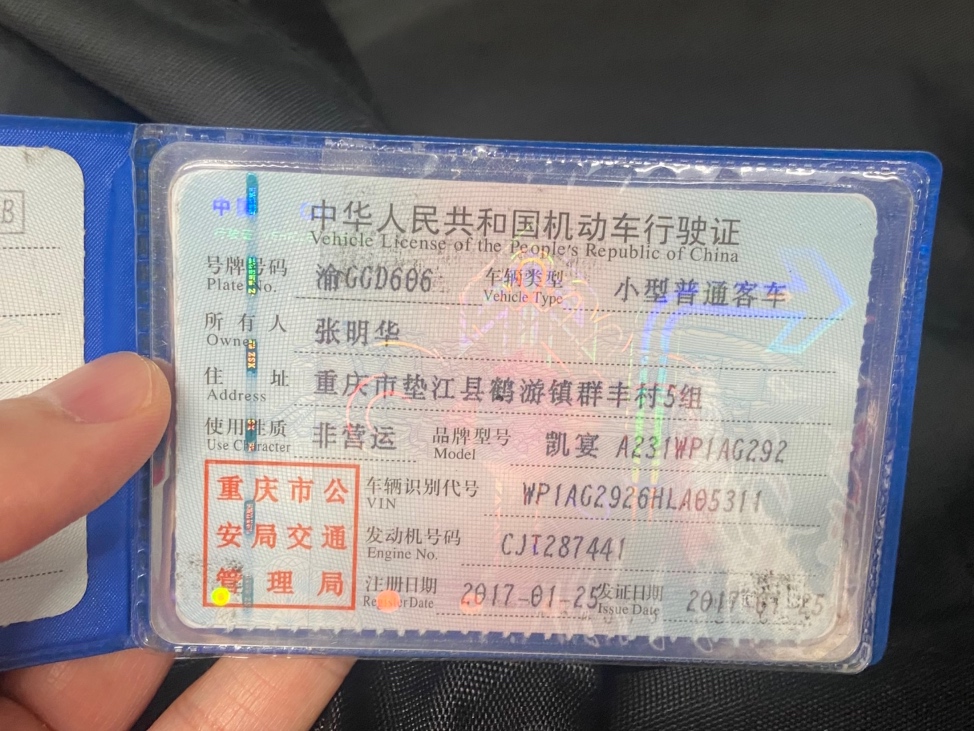 B
中华人民共和国机动车行驶证
Vehicle License of the People's Republic of China
号牌号码 渝GGD606 车辆类型 小型普通客车
Plate No. Vehicle Type
所有人 张明华
Owner
住址 重庆市垫江县鹤游镇群丰村5组
Address
使用性质 非营运 品牌型号 凯宴 A231WP1AG292
Use Character Model
重庆市公
安局交通
管理局
车辆识别代号 WP1AG2926HLA05311
VIN
发动机号码 CJT287441
Engine No.
注册日期 2017-01-25 发证日期
Register Date Issue Date